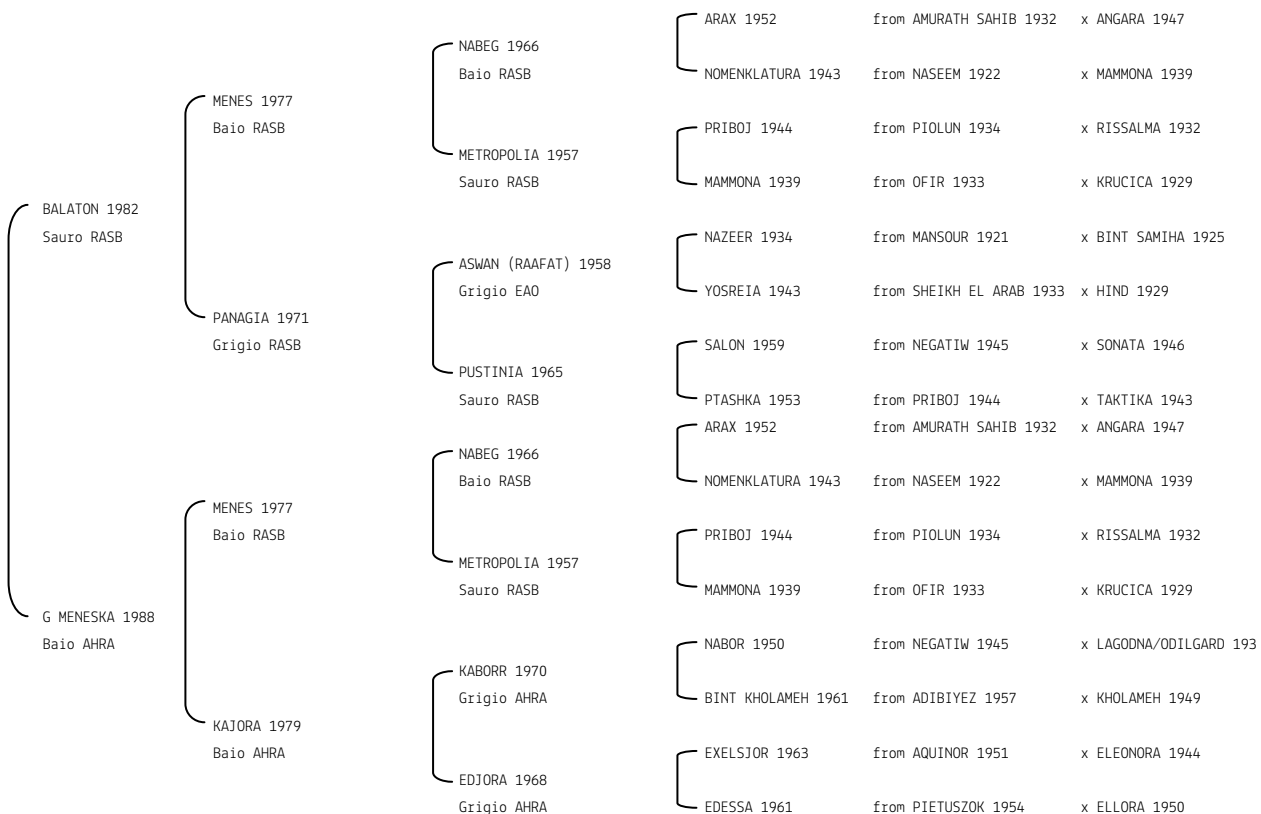 ARAX 1952 from AMURATH SAHIB 1932 x ANGARA 1947
NABEG 1966
Baio RASB
NOMENKLATURA 1943 from NASEEM 1922 x MAMMONA 1939
MENES 1977
Baio RASB
PRIBOJ 1944 from PIOLUN 1934 x RISSALMA 1932
METROPOLIA 1957
Sauro RASB
MAMMONA 1939 from OFIR 1933 x KRUCICA 1929
BALATON 1982
Sauro RASB
NAZEER 1934 from MANSOUR 1921 x BINT SAMIHA 1925
ASWAN (RAAFAT) 1958
Grigio EAO
YOSREIA 1943 from SHEIKH EL ARAB 1933 x HIND 1929
PANAGIA 1971
Grigio RASB
SALON 1959 from NEGATIW 1945 x SONATA 1946
PUSTINIA 1965
Sauro RASB
PTASHKA 1953 from PRIBOJ 1944 x TAKTIKA 1943
ARAX 1952 from AMURATH SAHIB 1932 x ANGARA 1947
NABEG 1966
Baio RASB
NOMENKLATURA 1943 from NASEEM 1922 x MAMMONA 1939
MENES 1977
Baio RASB
PRIBOJ 1944 from PIOLUN 1934 x RISSALMA 1932
METROPOLIA 1957
Sauro RASB
MAMMONA 1939 from OFIR 1933 x KRUCICA 1929
G MENESKA 1988
Baio AHRA
NABOR 1950 from NEGATIW 1945 x LAGODNA/ODILGARD 193
KABORR 1970
Grigio AHRA
BINT KHOLAMEH 1961 from ADIBIYEZ 1957 x KHOLAMEH 1949
KAJORA 1979
Baio AHRA
EXELSJOR 1963 from AQUINOR 1951 x ELEONORA 1944
EDJORA 1968
Grigio AHRA
EDESSA 1961 from PIETUSZOK 1954 x ELLORA 1950